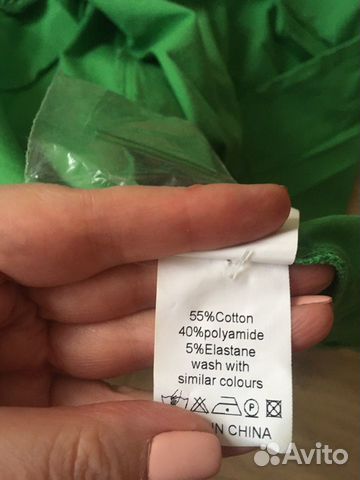 55%Cotton
40%polyamide
5%Elastane
wash with
similar colours
IN CHINA
Avito